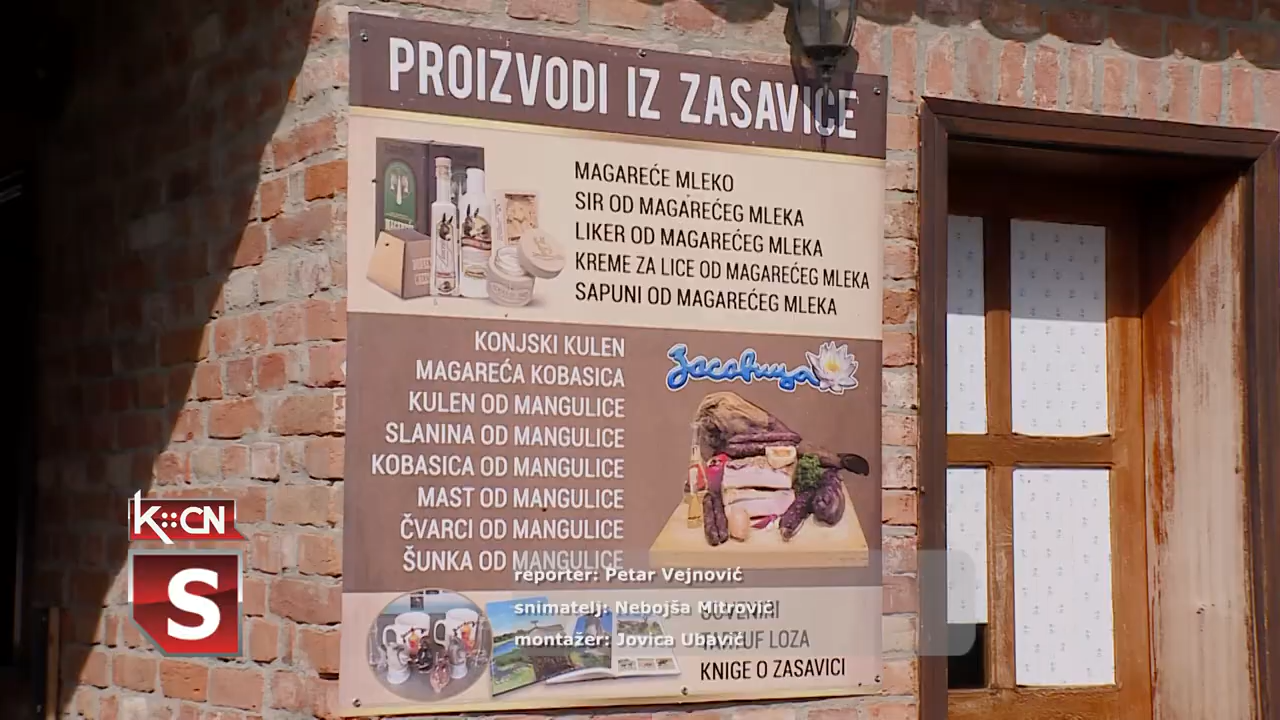 PROIZVODI IZ ZASAVICE
MAGAREĆE MLEKO
SIR OD MAGAREĆEG MLEKA
LIKER OD MAGAREĆEG MLEKA
KREME ZA LICE OD MAGAREĆEG MLEKA
SAPUNI OD MAGAREĆEG MLEKA
KONJSKI KULEN
MAGAREĆA KOBASICA
KULEN OD MANGULICE
SLANINA OD MANGULICE
KOBASICA OD MANGULICE
MAST OD MANGULICE
ČVARCI OD MANGULICE
ŠUNKA OD MANGULICE
Засавица
SUVENIRI
LOZA
KNIGE O ZASAVICI
K::CN
S
reporter: Petar Vejnović
snimatelj: Nebojša Mitrović
montažer: Jovica Ubavić